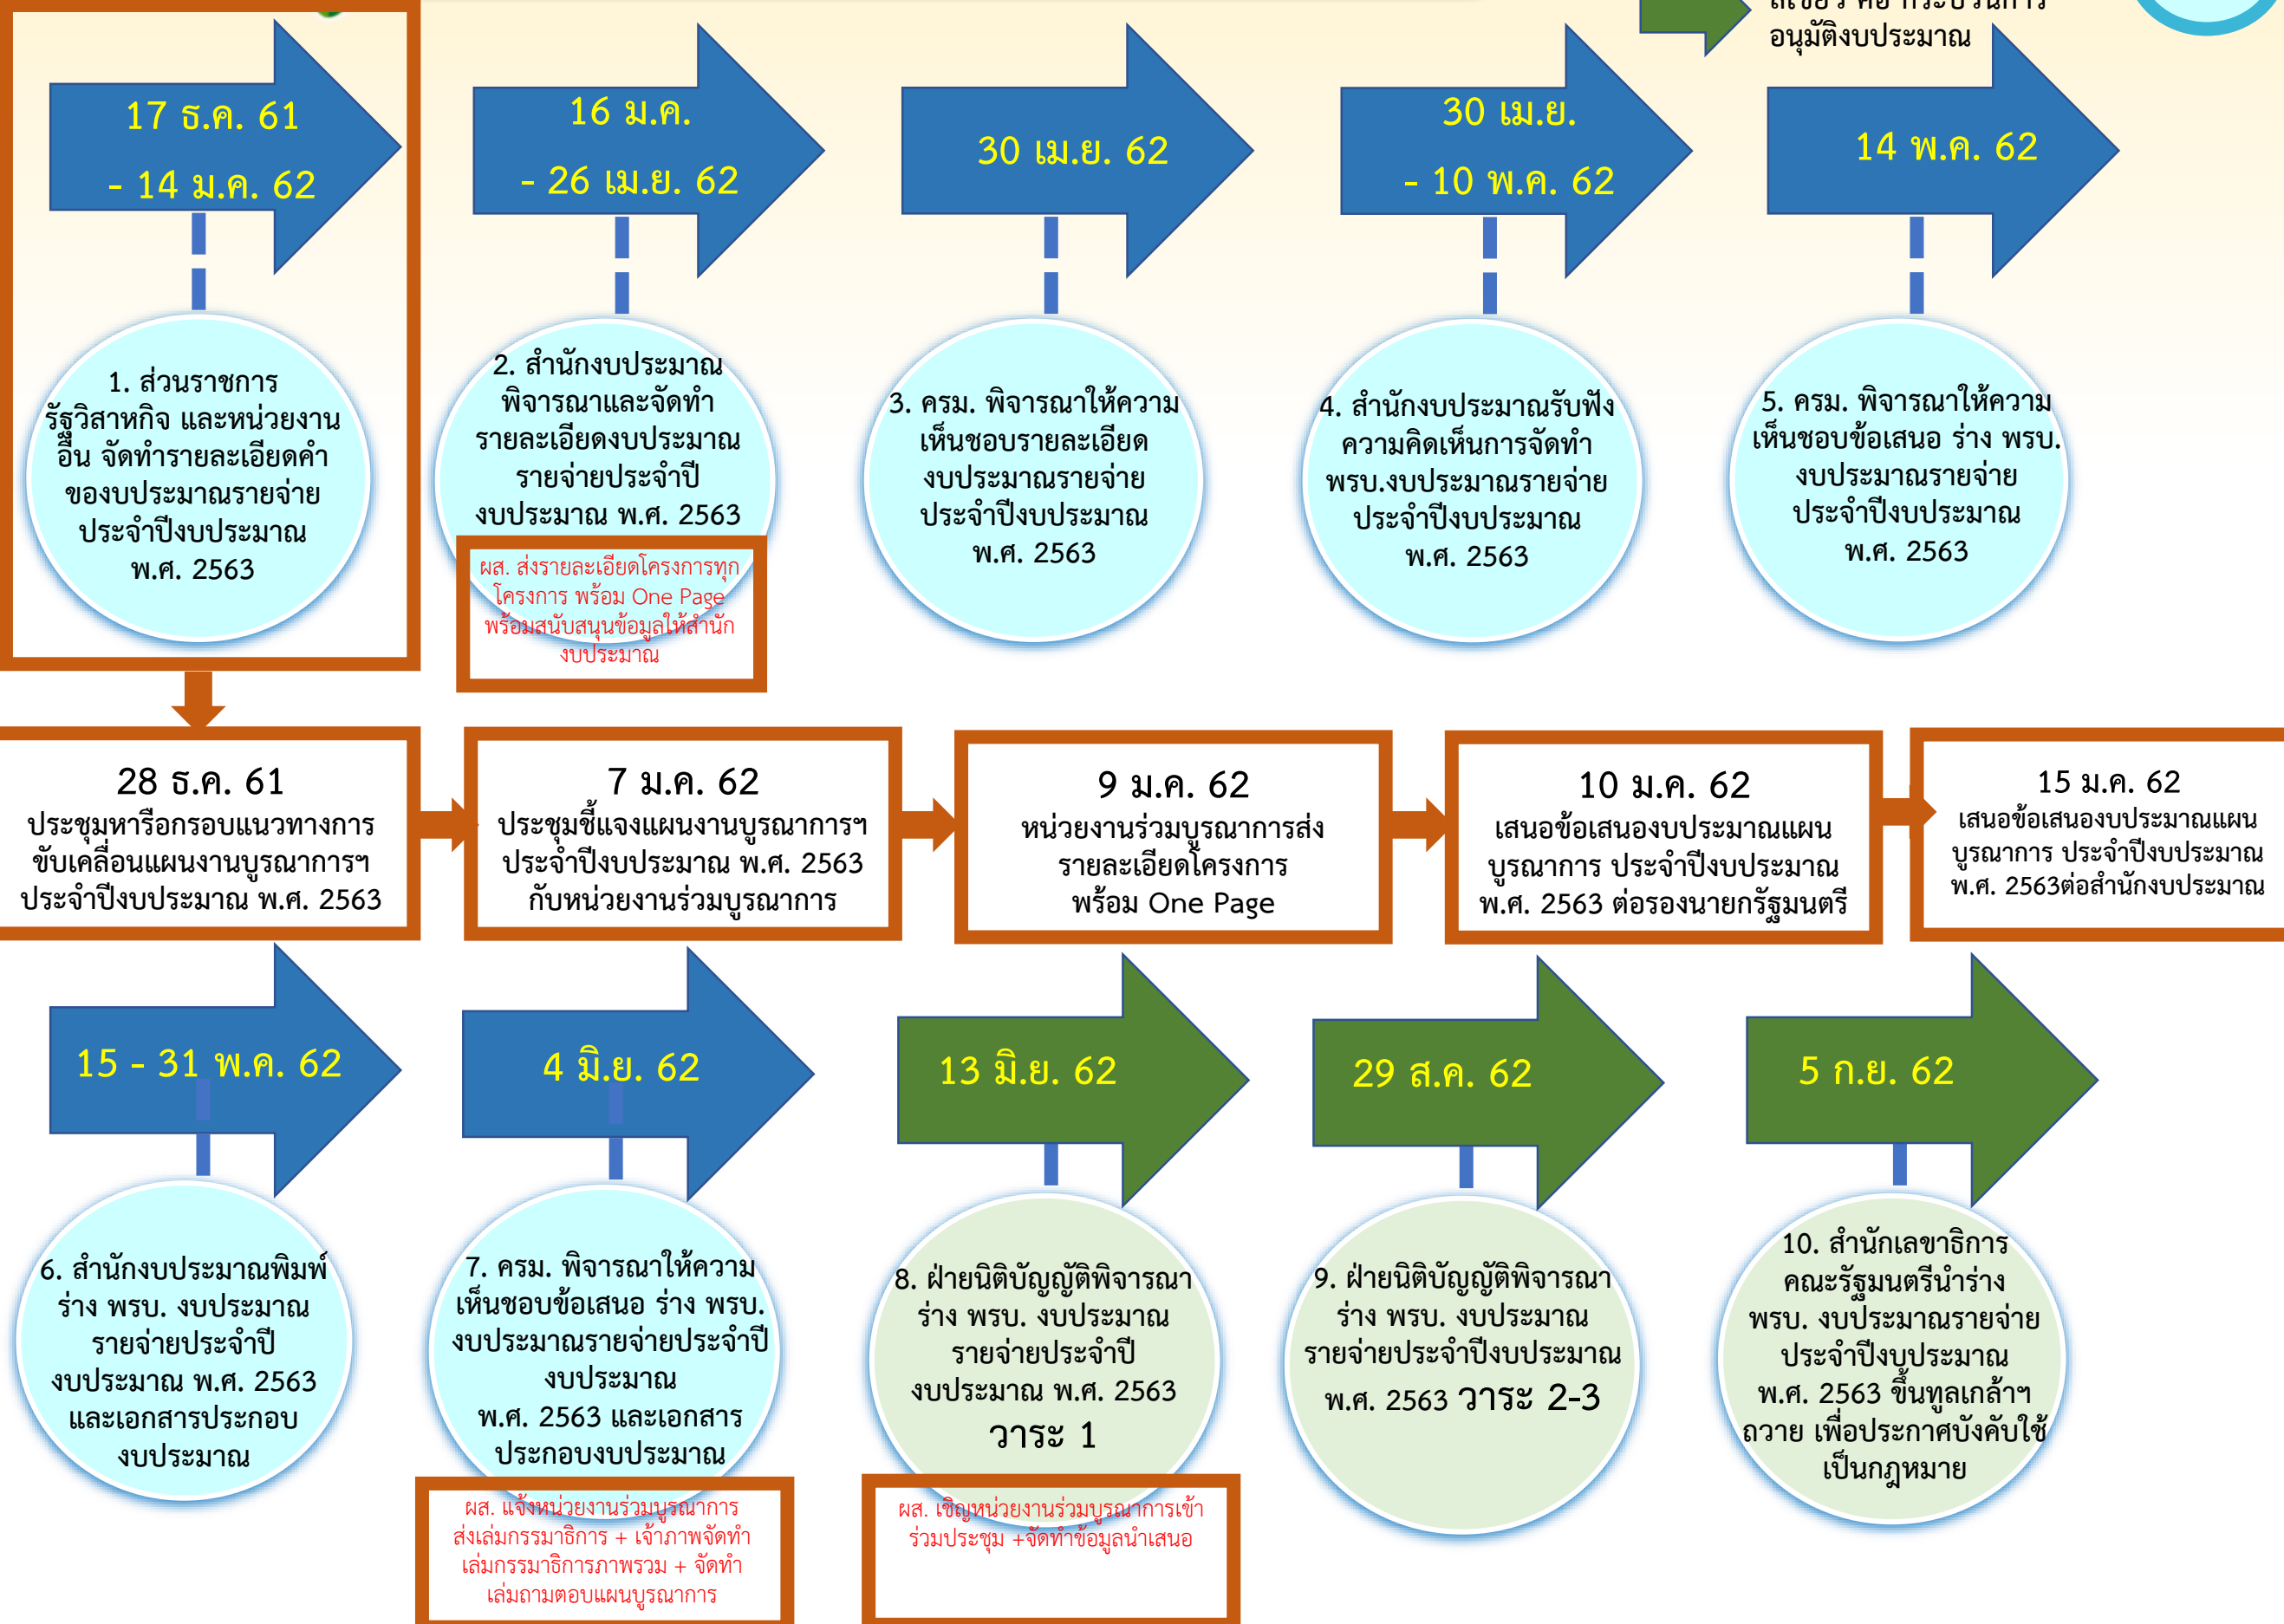 คือ กระบวนการ
อนุมัติงบประมาณ
17 ธ.ค. 61
- 14 ม.ค. 62
16 ม.ค.
- 26 เม.ย. 62
30 เม.ย. 62
30 เม.ย.
- 10 พ.ค. 62
14 พ.ค. 62
1. ส่วนราชการ
รัฐวิสาหกิจ และหน่วยงาน
อื่น จัดทำรายละเอียดคำ
ของบประมาณรายจ่าย
ประจำปีงบประมาณ
พ.ศ. 2563
2. สำนักงบประมาณ
พิจารณาและจัดทำ
รายละเอียดงบประมาณ
รายจ่ายประจำปี
งบประมาณ พ.ศ. 2563
ผส. ส่งรายละเอียดโครงการทุก
โครงการ พร้อม One Page
พร้อมสนับสนุนข้อมูลให้สำนัก
งบประมาณ
3. ครม. พิจารณาให้ความ
เห็นชอบรายละเอียด
งบประมาณรายจ่าย
ประจำปีงบประมาณ
พ.ศ. 2563
4. สำนักงบประมาณรับฟัง
ความคิดเห็นการจัดทำ
พรบ.งบประมาณรายจ่าย
ประจำปีงบประมาณ
พ.ศ. 2563
5. ครม. พิจารณาให้ความ
เห็นชอบข้อเสนอ ร่าง พรบ.
งบประมาณรายจ่าย
ประจำปีงบประมาณ
พ.ศ. 2563
28 ธ.ค. 61
ประชุมหารือกรอบแนวทางการ
ขับเคลื่อนแผนงานบูรณาการฯ
ประจำปีงบประมาณ พ.ศ. 2563
7 ม.ค. 62
ประชุมชี้แจงแผนงานบูรณาการฯ
ประจำปีงบประมาณ พ.ศ. 2563
กับหน่วยงานร่วมบูรณาการ
9 ม.ค. 62
หน่วยงานร่วมบูรณาการส่ง
รายละเอียดโครงการ
พร้อม One Page
10 ม.ค. 62
เสนอข้อเสนองบประมาณแผน
บูรณาการ ประจำปีงบประมาณ
พ.ศ. 2563 ต่อรองนายกรัฐมนตรี
15 ม.ค. 62
เสนอข้อเสนองบประมาณแผน
บูรณาการ ประจำปีงบประมาณ
พ.ศ. 2563ต่อสำนักงบประมาณ
15 - 31 พ.ค. 62
4 มิ.ย. 62
13 มิ.ย. 62
29 ส.ค. 62
5 ก.ย. 62
6. สำนักงบประมาณพิมพ์
ร่าง พรบ. งบประมาณ
รายจ่ายประจำปี
งบประมาณ พ.ศ. 2563
และเอกสารประกอบ
งบประมาณ
7. ครม. พิจารณาให้ความ
เห็นชอบข้อเสนอ ร่าง พรบ.
งบประมาณรายจ่ายประจำปี
งบประมาณ
พ.ศ. 2563 และเอกสาร
ประกอบงบประมาณ
ผส. แจ้งหน่วยงานร่วมบูรณาการ
ส่งเล่มกรรมาธิการ + เจ้าภาพจัดทำ
เล่มกรรมาธิการภาพรวม + จัดทำ
เล่มถามตอบแผนบูรณาการ
8. ฝ่ายนิติบัญญัติพิจารณา
ร่าง พรบ. งบประมาณ
รายจ่ายประจำปี
งบประมาณ พ.ศ. 2563
วาระ 1
ผส. เชิญหน่วยงานร่วมบูรณาการเข้า
ร่วมประชุม +จัดทำข้อมูลนำเสนอ
9. ฝ่ายนิติบัญญัติพิจารณา
ร่าง พรบ. งบประมาณ
รายจ่ายประจำปีงบประมาณ
พ.ศ. 2563 วาระ 2-3
10. สำนักเลขาธิการ
คณะรัฐมนตรีนำร่าง
พรบ. งบประมาณรายจ่าย
ประจำปีงบประมาณ
พ.ศ. 2563 ขึ้นทูลเกล้าฯ
ถวาย เพื่อประกาศบังคับใช้
เป็นกฎหมาย